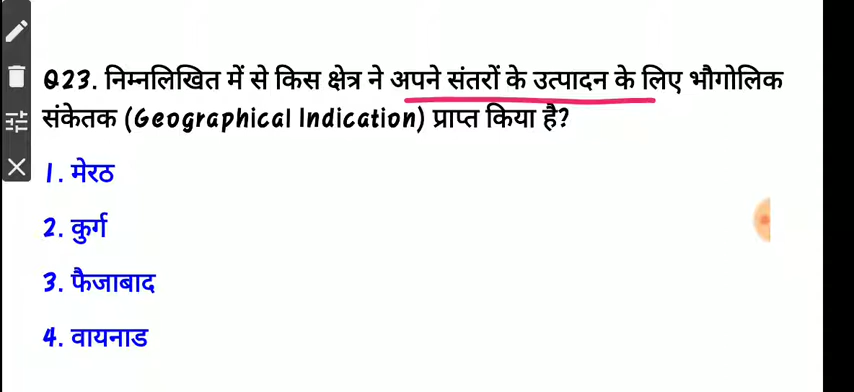 Q23. निम्नलिखित में से किस क्षेत्र ने अपने संतरों के उत्पादन के लिए भौगोलिक
संकेतक (Geographical Indication) प्राप्त किया है?
1. मेरठ
2. कुर्ग
3. फैजाबाद
4. वायनाड